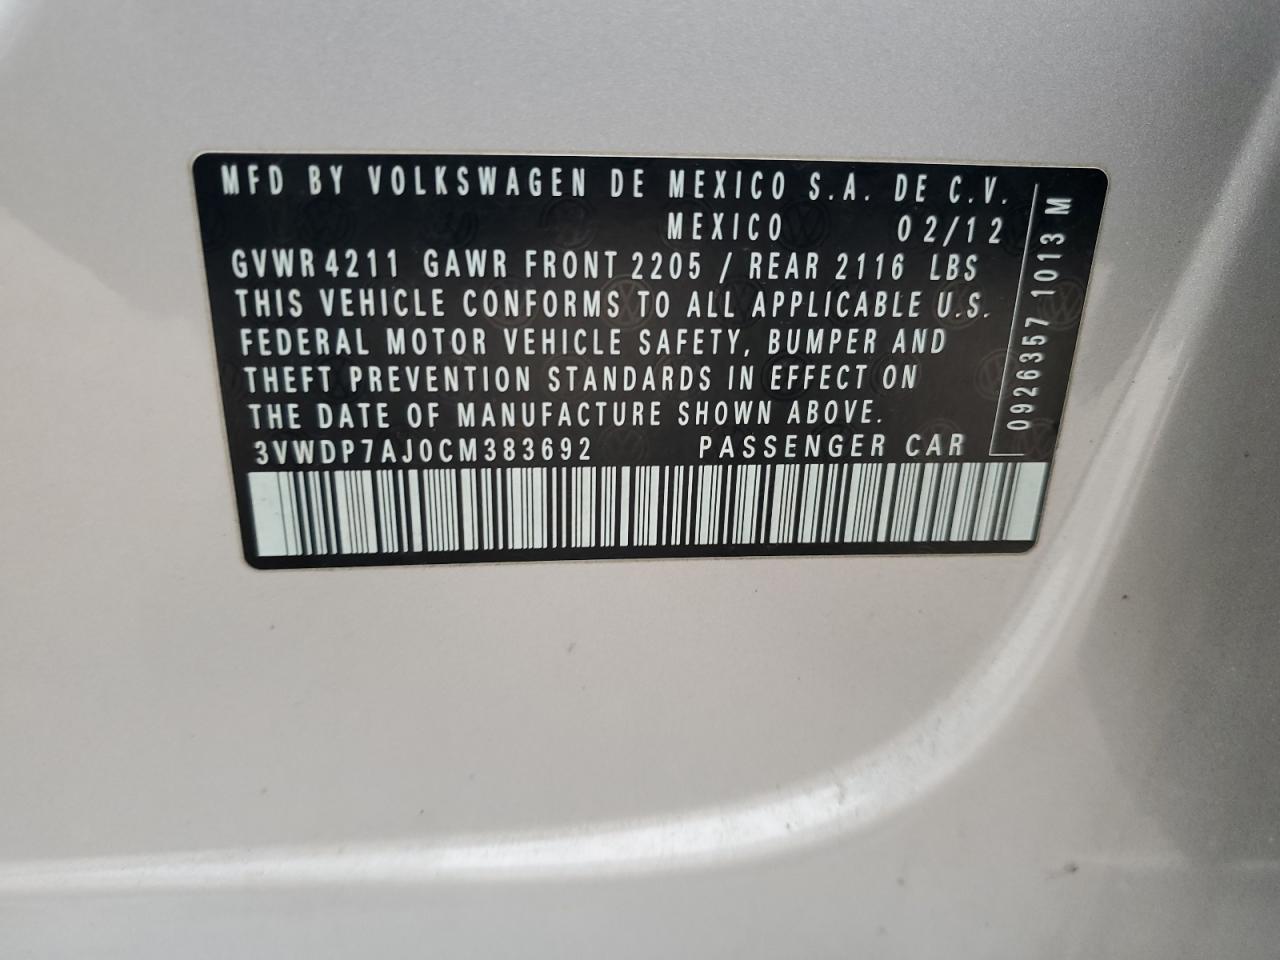 MFD BY VOLKSWAGEN DE MEXICO S.A. DE C.V.
MEXICO 02/12
GVWR 4211 GAWR FRONT 2205 / REAR 2116 LBS
THIS VEHICLE CONFORMS TO ALL APPLICABLE U.S.
FEDERAL MOTOR VEHICLE SAFETY, BUMPER AND
THEFT PREVENTION STANDARDS IN EFFECT ON
THE DATE OF MANUFACTURE SHOWN ABOVE.
3VWDP7AJ0CM383692 PASSENGER CAR
0926357 1013 M